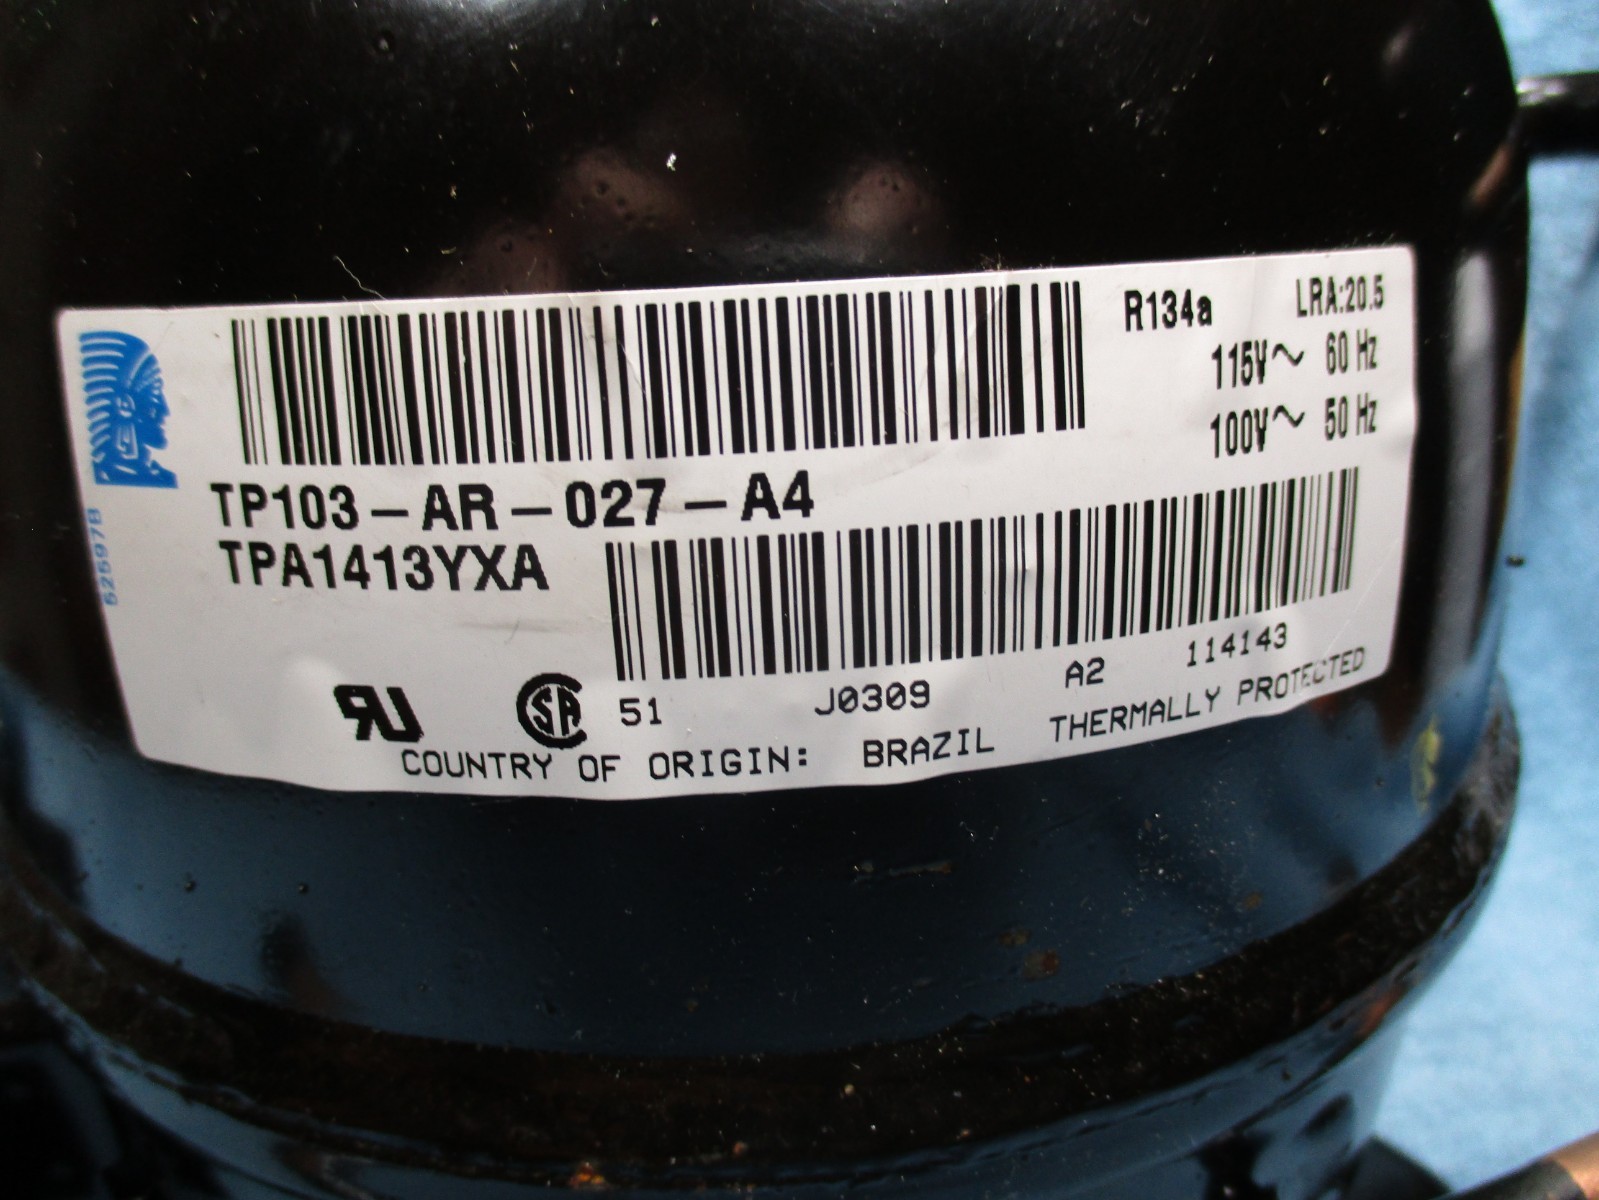 R134a LRA:20.5
115V~ 60 Hz
100V~ 50 Hz
TP103-AR-027-A4
TPA1413YXA
52597B
51 J0309 A2 114143
COUNTRY OF ORIGIN: BRAZIL THERMALLY PROTECTED